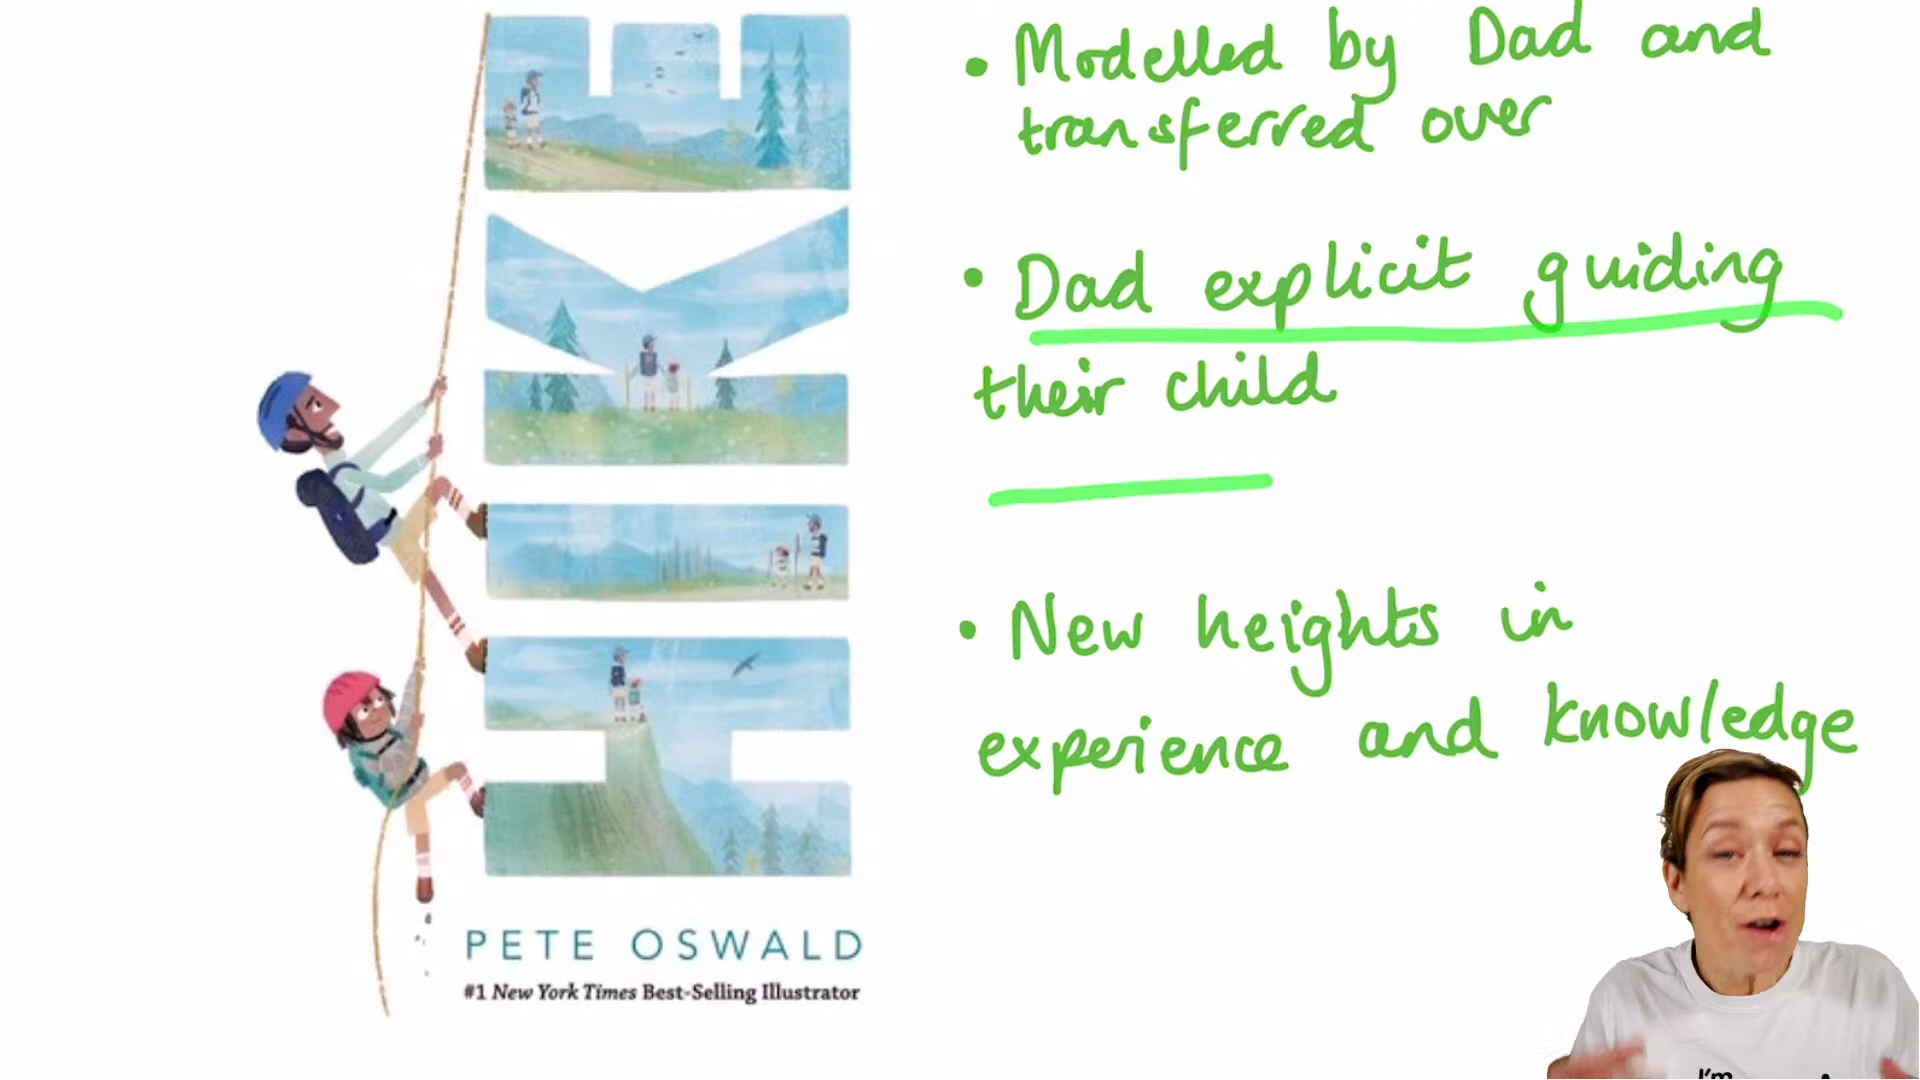 HIKE
PETE OSWALD
#1 New York Times Best-Selling Illustrator
• Modelled by Dad and
transferred over
• Dad explicit guiding
their child
• New heights in
experience and knowledge
I'm